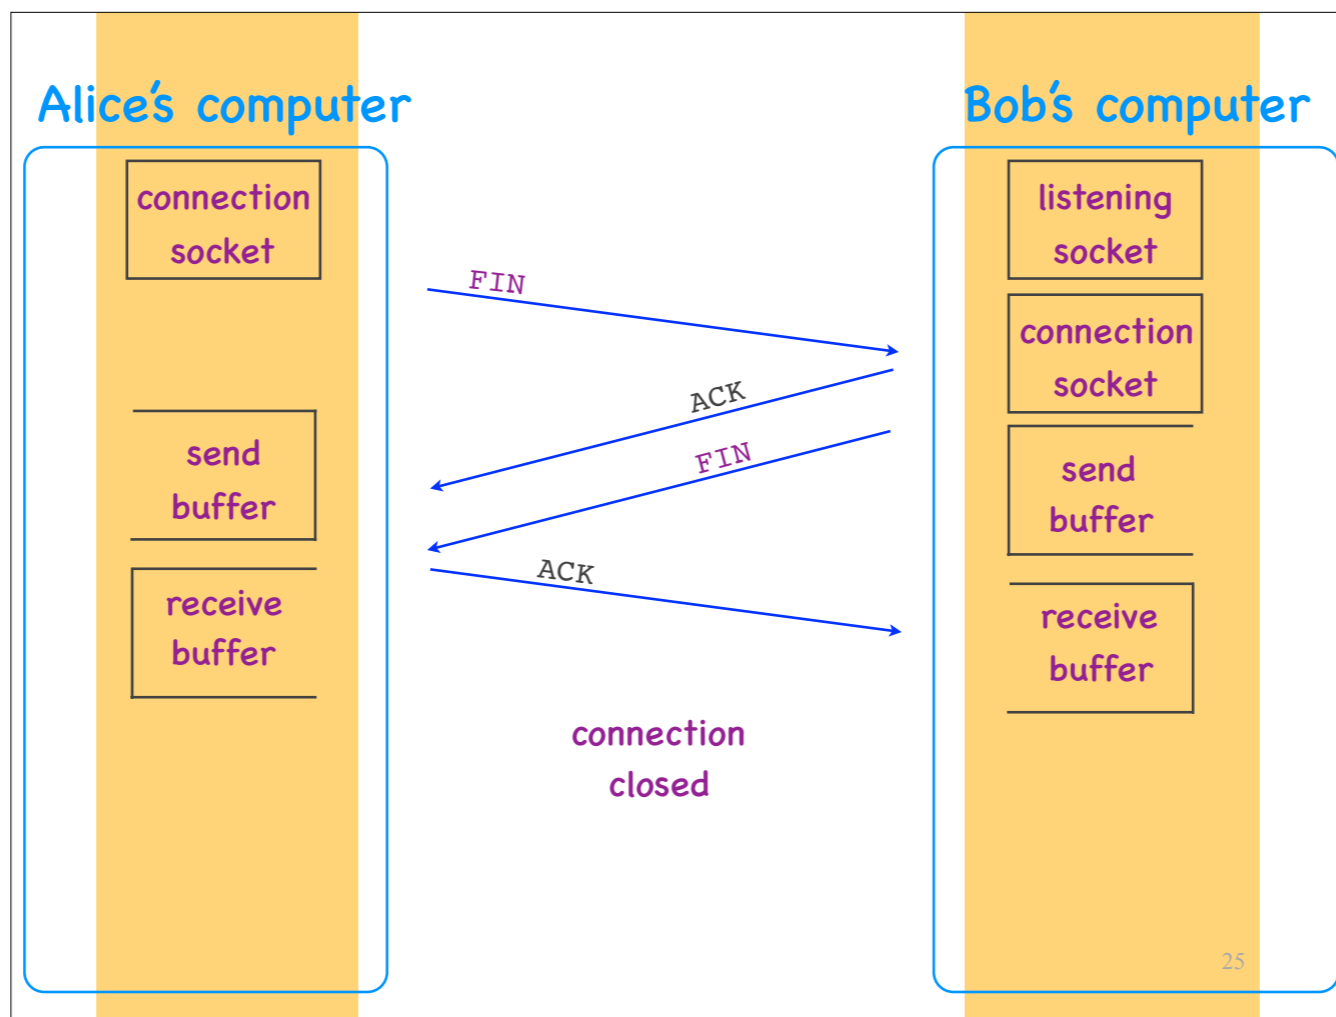 Alice's computer
connection
socket
send
buffer
receive
buffer
FIN
ACK
FIN
ACK
connection
closed
Bob's computer
listening
socket
connection
socket
send
buffer
receive
buffer
25